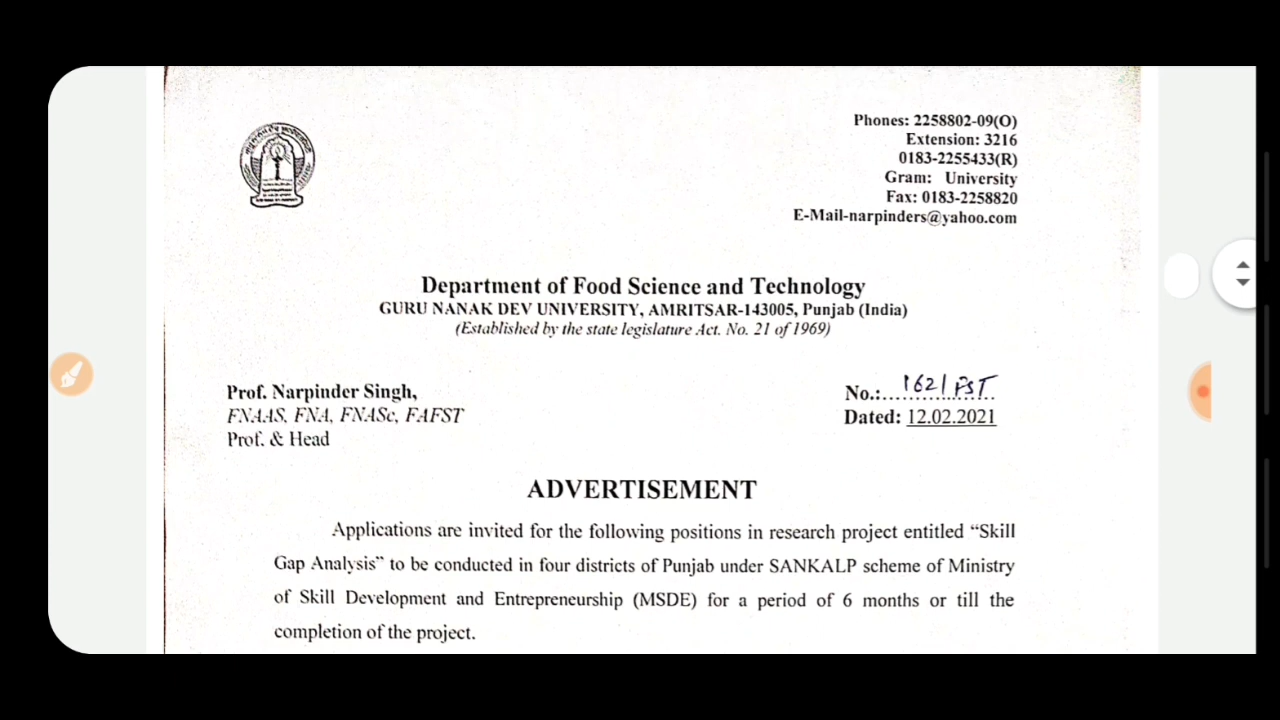 Phones: 2258802-09(O)
Extension: 3216
0183-2255433(R)
Gram: University
Fax: 0183-2258820
E-Mail-narpinders@yahoo.com
Department of Food Science and Technology
GURU NANAK DEV UNIVERSITY, AMRITSAR-143005, Punjab (India)
(Established by the state legislature Act. No. 21 of 1969)
Prof. Narpinder Singh,
FNAAS, FNA, FNASc, FAFST
Prof. & Head
No.:....162/FST....
Dated: 12.02.2021
ADVERTISEMENT
Applications are invited for the following positions in research project entitled “Skill
Gap Analysis” to be conducted in four districts of Punjab under SANKALP scheme of Ministry
of Skill Development and Entrepreneurship (MSDE) for a period of 6 months or till the
completion of the project.